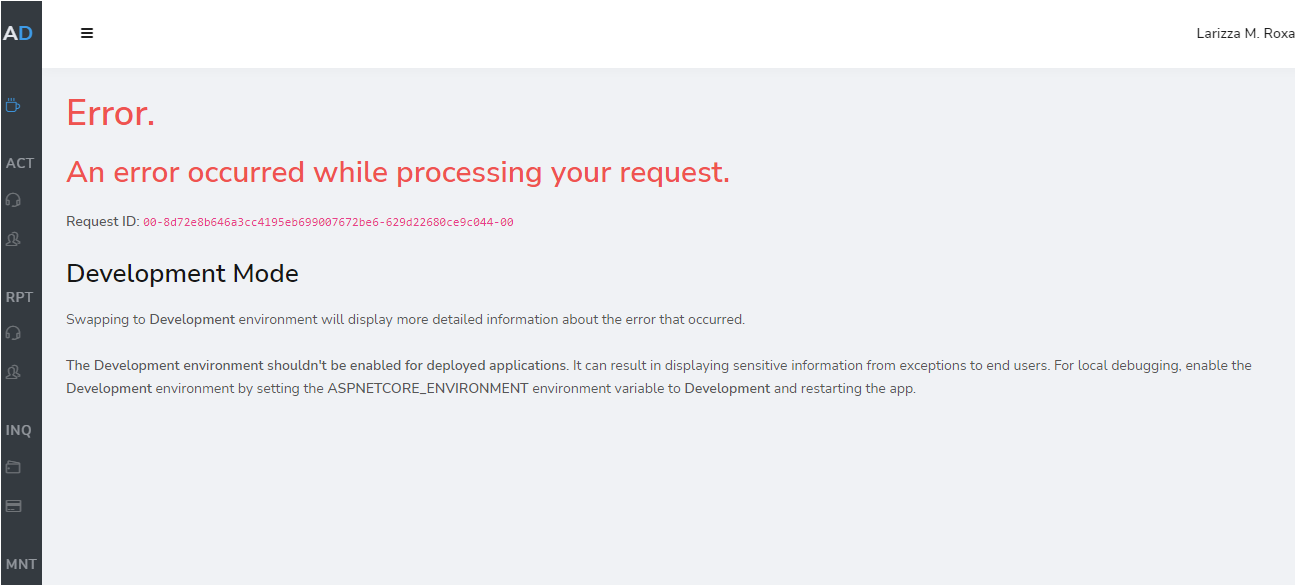 AD
Larizza M. Roxa
ACT
RPT
INQ
MNT
Error.
An error occurred while processing your request.
Request ID: 00-8d72e8b646a3cc4195eb699007672be6-629d22680ce9c044-00
Development Mode
Swapping to Development environment will display more detailed information about the error that occurred.
The Development environment shouldn't be enabled for deployed applications. It can result in displaying sensitive information from exceptions to end users. For local debugging, enable the
Development environment by setting the ASPNETCORE_ENVIRONMENT environment variable to Development and restarting the app.